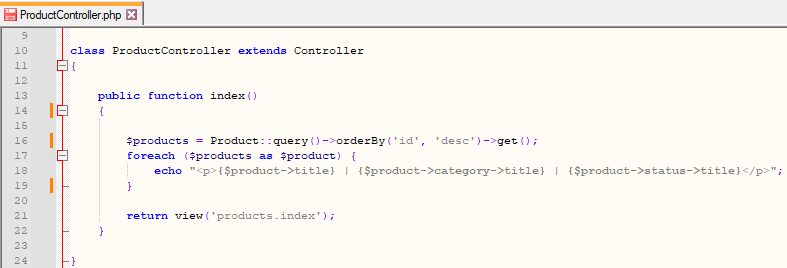 ProductController.php
9
10 class ProductController extends Controller
11 {
12
13     public function index()
14     {
15
16         $products = Product::query()->orderBy('id', 'desc')->get();
17         foreach ($products as $product) {
18             echo "<p>{$product->title} | {$product->category->title} | {$product->status->title}</p>";
19         }
20
21         return view('products.index');
22     }
23
24 }